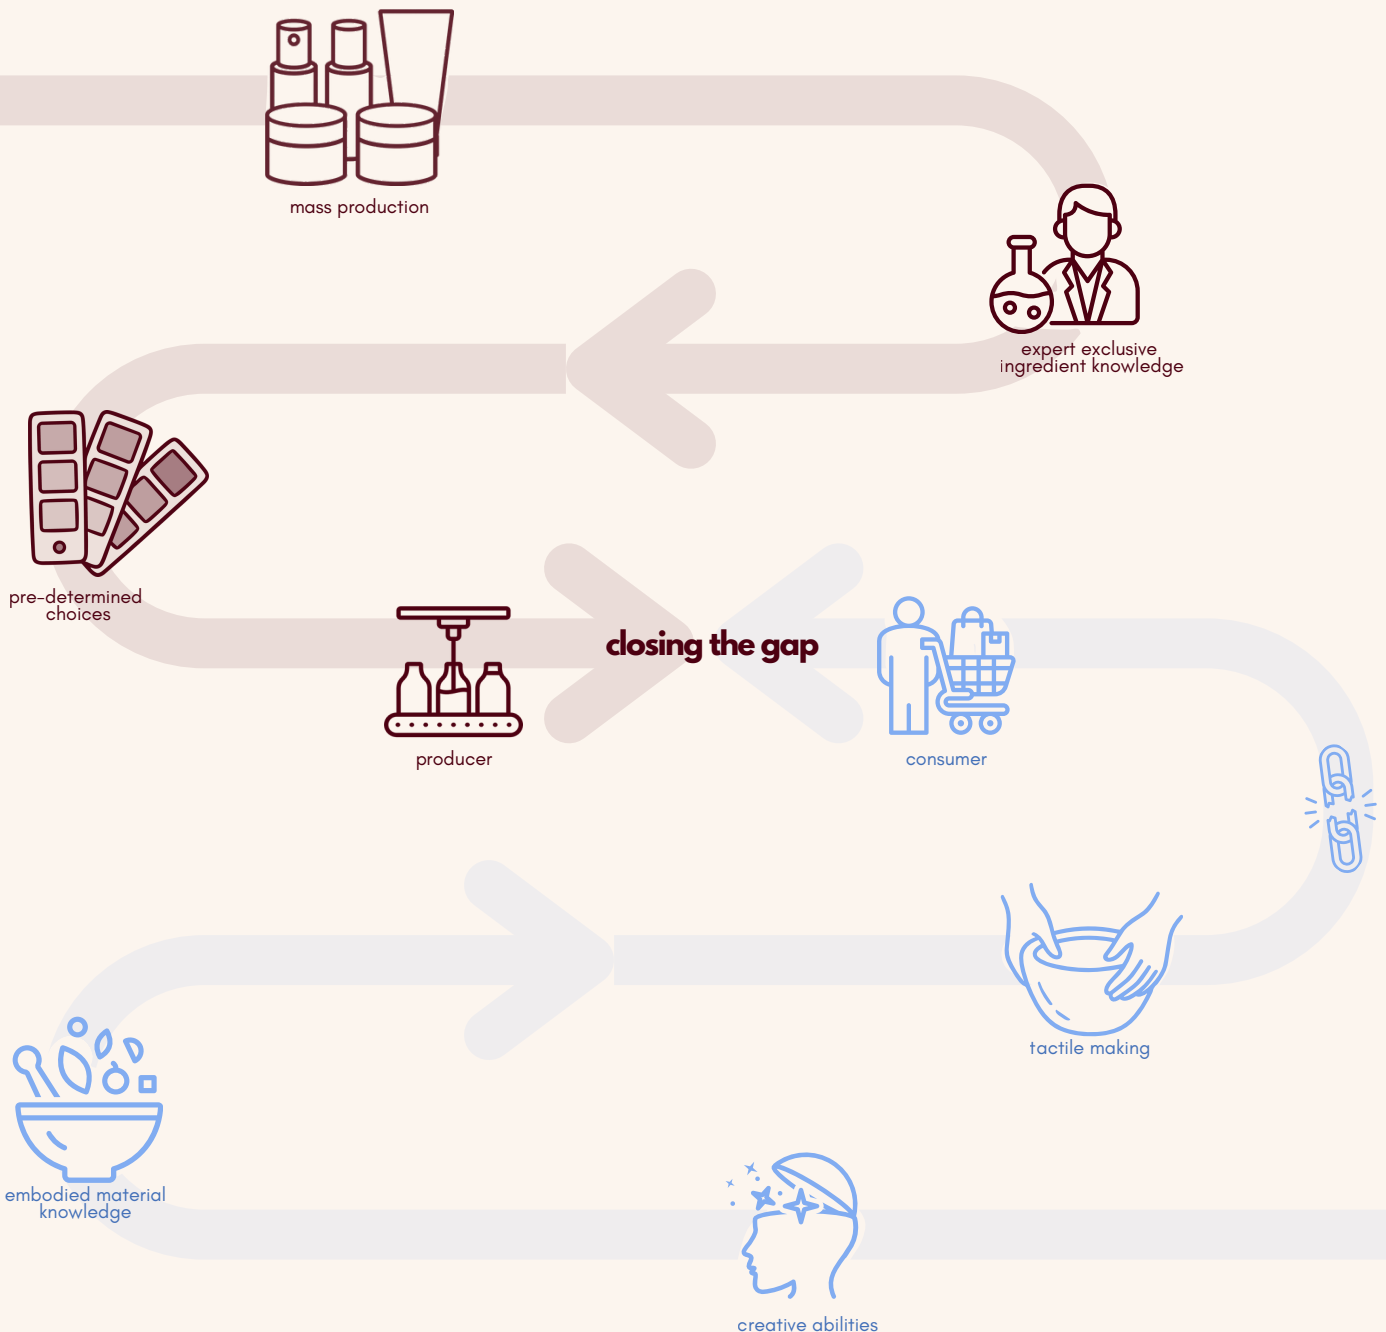 mass production
expert exclusive
ingredient knowledge
pre-determined
choices
closing the gap
producer
consumer
tactile making
embodied material
knowledge
creative abilities